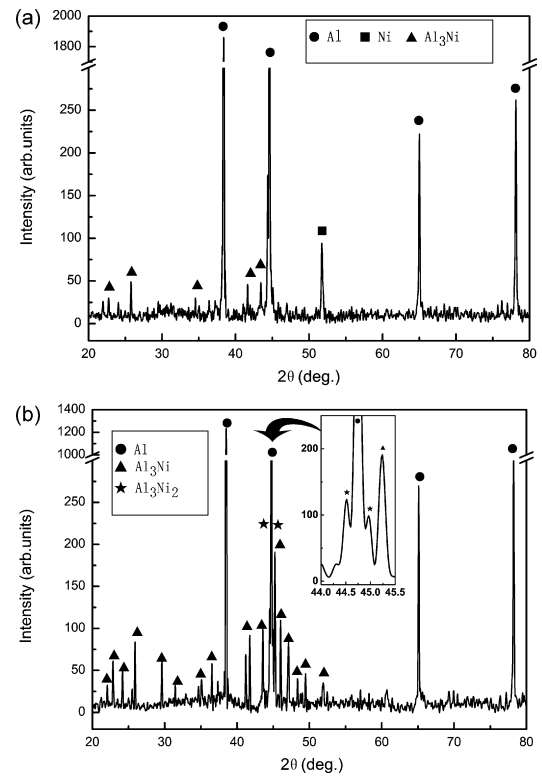 (a)
2000
1800
250
200
150
100
50
0
Intensity (arb.units)
● Al ■ Ni ▲ Al₃Ni
20 30 40 50 60 70 80
2θ (deg.)
(b)
1400
1200
1000
250
200
150
100
50
0
Intensity (arb.units)
● Al
▲ Al₃Ni
★ Al₃Ni₂
200
100
0
44.0 44.5 45.0 45.5
20 30 40 50 60 70 80
2θ (deg.)